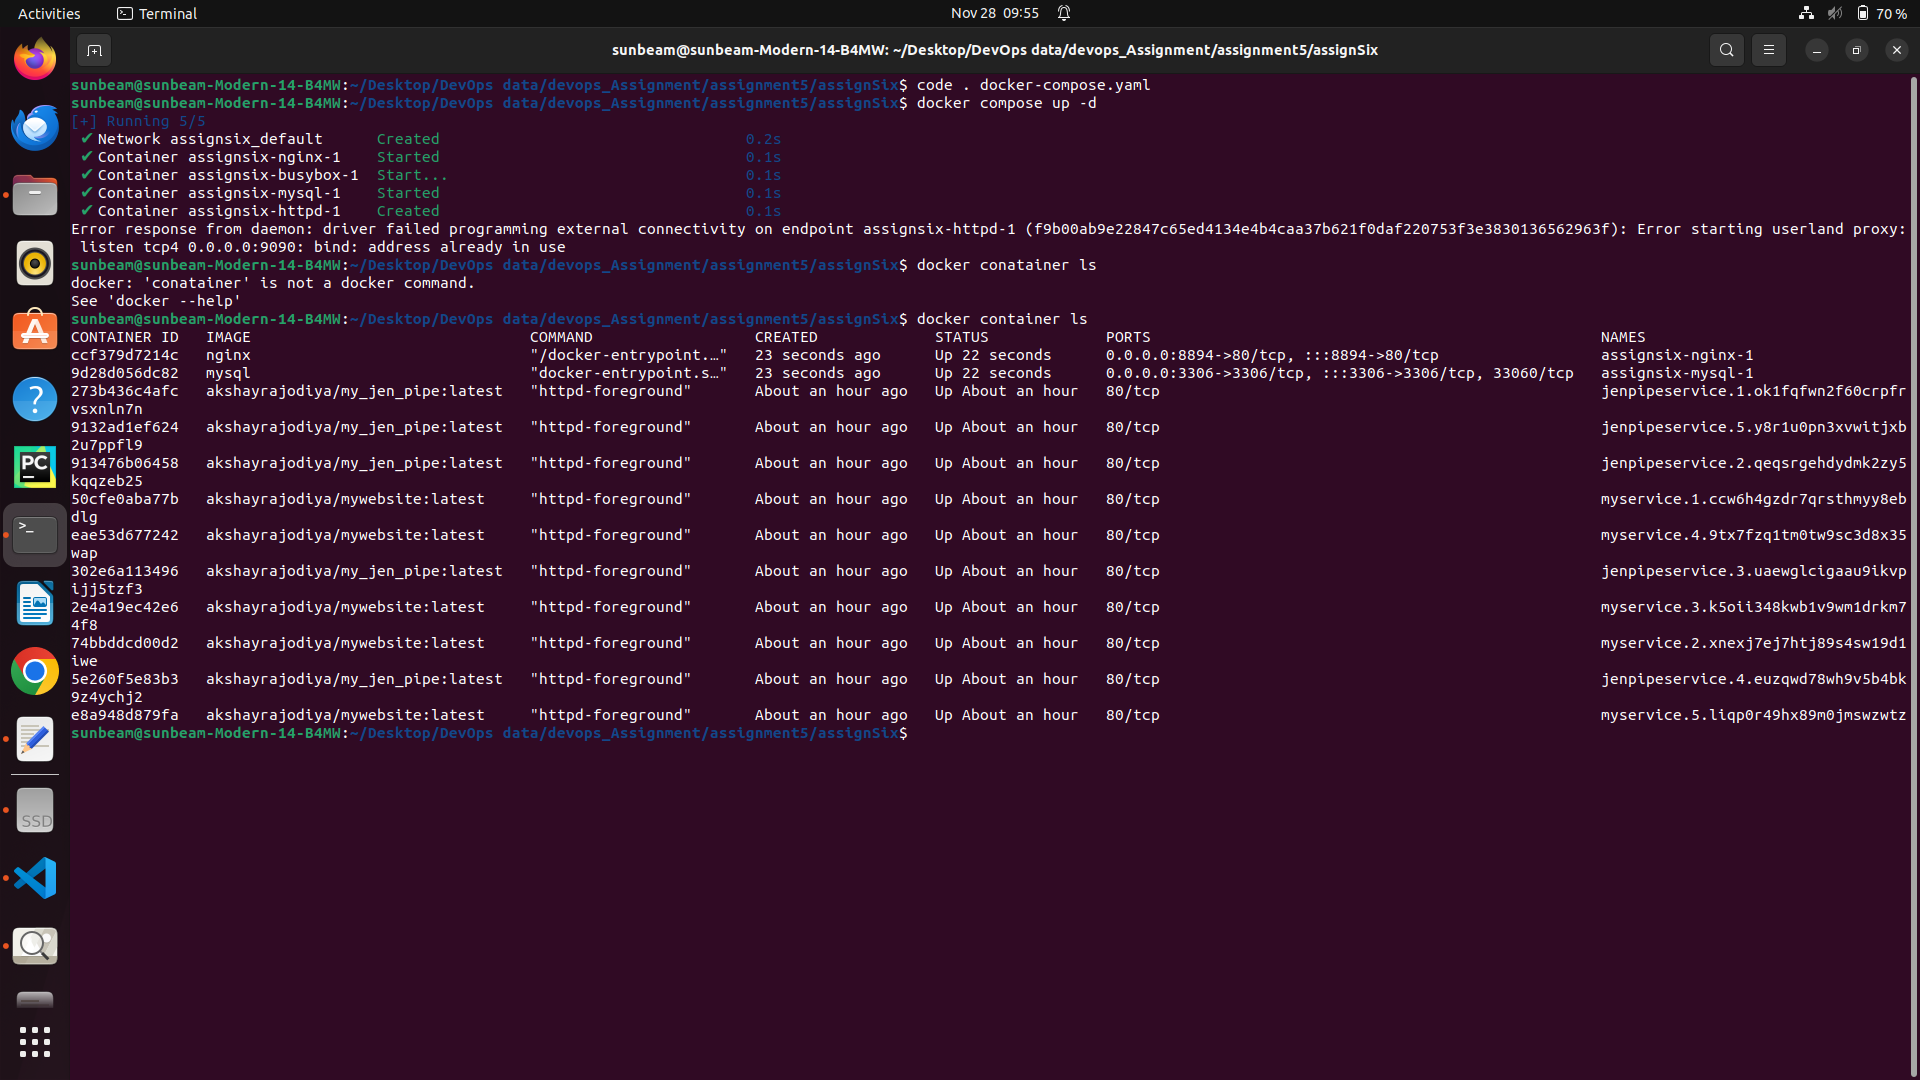 Activities
Terminal
Nov 28 09:55
70 %
sunbeam@sunbeam-Modern-14-B4MW: ~/Desktop/DevOps data/devops_Assignment/assignment5/assignSix
sunbeam@sunbeam-Modern-14-B4MW:~/Desktop/DevOps data/devops_Assignment/assignment5/assignSix$ code . docker-compose.yaml
sunbeam@sunbeam-Modern-14-B4MW:~/Desktop/DevOps data/devops_Assignment/assignment5/assignSix$ docker compose up -d
[+] Running 5/5
✔ Network assignsix_default Created 0.2s
✔ Container assignsix-nginx-1 Started 0.1s
✔ Container assignsix-busybox-1 Start... 0.1s
✔ Container assignsix-mysql-1 Started 0.1s
✔ Container assignsix-httpd-1 Created 0.1s
Error response from daemon: driver failed programming external connectivity on endpoint assignsix-httpd-1 (f9b00ab9e22847c65ed4134e4b4caa37b621f0daf220753f3e3830136562963f): Error starting userland proxy:
listen tcp4 0.0.0.0:9090: bind: address already in use
sunbeam@sunbeam-Modern-14-B4MW:~/Desktop/DevOps data/devops_Assignment/assignment5/assignSix$ docker conatainer ls
docker: 'conatainer' is not a docker command.
See 'docker --help'
sunbeam@sunbeam-Modern-14-B4MW:~/Desktop/DevOps data/devops_Assignment/assignment5/assignSix$ docker container ls
CONTAINER ID IMAGE COMMAND CREATED STATUS PORTS NAMES
ccf379d7214c nginx "/docker-entrypoint.…" 23 seconds ago Up 22 seconds 0.0.0.0:8894->80/tcp, :::8894->80/tcp assignsix-nginx-1
9d28d056dc82 mysql "docker-entrypoint.s…" 23 seconds ago Up 22 seconds 0.0.0.0:3306->3306/tcp, :::3306->3306/tcp, 33060/tcp assignsix-mysql-1
273b436c4afc akshayrajodiya/my_jen_pipe:latest "httpd-foreground" About an hour ago Up About an hour 80/tcp jenpipeservice.1.ok1fqfwn2f60crpfr
vsxnln7n
9132ad1ef624 akshayrajodiya/my_jen_pipe:latest "httpd-foreground" About an hour ago Up About an hour 80/tcp jenpipeservice.5.y8r1u0pn3xvwitjxb
2u7ppfl9
913476b06458 akshayrajodiya/my_jen_pipe:latest "httpd-foreground" About an hour ago Up About an hour 80/tcp jenpipeservice.2.qeqsrgehdydmk2zy5
kqqzeb25
50cfe0aba77b akshayrajodiya/mywebsite:latest "httpd-foreground" About an hour ago Up About an hour 80/tcp myservice.1.ccw6h4gzdr7qrsthmyy8eb
dlg
eae53d677242 akshayrajodiya/mywebsite:latest "httpd-foreground" About an hour ago Up About an hour 80/tcp myservice.4.9tx7fzq1tm0tw9sc3d8x35
wap
302e6a113496 akshayrajodiya/my_jen_pipe:latest "httpd-foreground" About an hour ago Up About an hour 80/tcp jenpipeservice.3.uaewglcigaau9ikvp
ijj5tzf3
2e4a19ec42e6 akshayrajodiya/mywebsite:latest "httpd-foreground" About an hour ago Up About an hour 80/tcp myservice.3.k5oii348kwb1v9wm1drkm7
4f8
74bbddcd00d2 akshayrajodiya/mywebsite:latest "httpd-foreground" About an hour ago Up About an hour 80/tcp myservice.2.xnexj7ej7htj89s4sw19d1
iwe
5e260f5e83b3 akshayrajodiya/my_jen_pipe:latest "httpd-foreground" About an hour ago Up About an hour 80/tcp jenpipeservice.4.euzqwd78wh9v5b4bk
9z4ychj2
e8a948d879fa akshayrajodiya/mywebsite:latest "httpd-foreground" About an hour ago Up About an hour 80/tcp myservice.5.liqp0r49hx89m0jmswzwtz
sunbeam@sunbeam-Modern-14-B4MW:~/Desktop/DevOps data/devops_Assignment/assignment5/assignSix$
PC
SSD